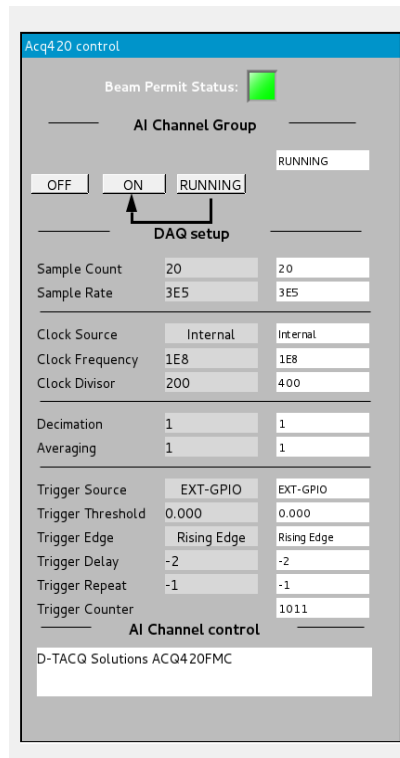 Acq420 control
Beam Permit Status:
AI Channel Group
RUNNING
OFF ON RUNNING
DAQ setup
Sample Count 20 20
Sample Rate 3E5 3E5
Clock Source Internal Internal
Clock Frequency 1E8 1E8
Clock Divisor 200 400
Decimation 1 1
Averaging 1 1
Trigger Source EXT-GPIO EXT-GPIO
Trigger Threshold 0.000 0.000
Trigger Edge Rising Edge Rising Edge
Trigger Delay -2 -2
Trigger Repeat -1 -1
Trigger Counter 1011
AI Channel control
D-TACQ Solutions ACQ420FMC